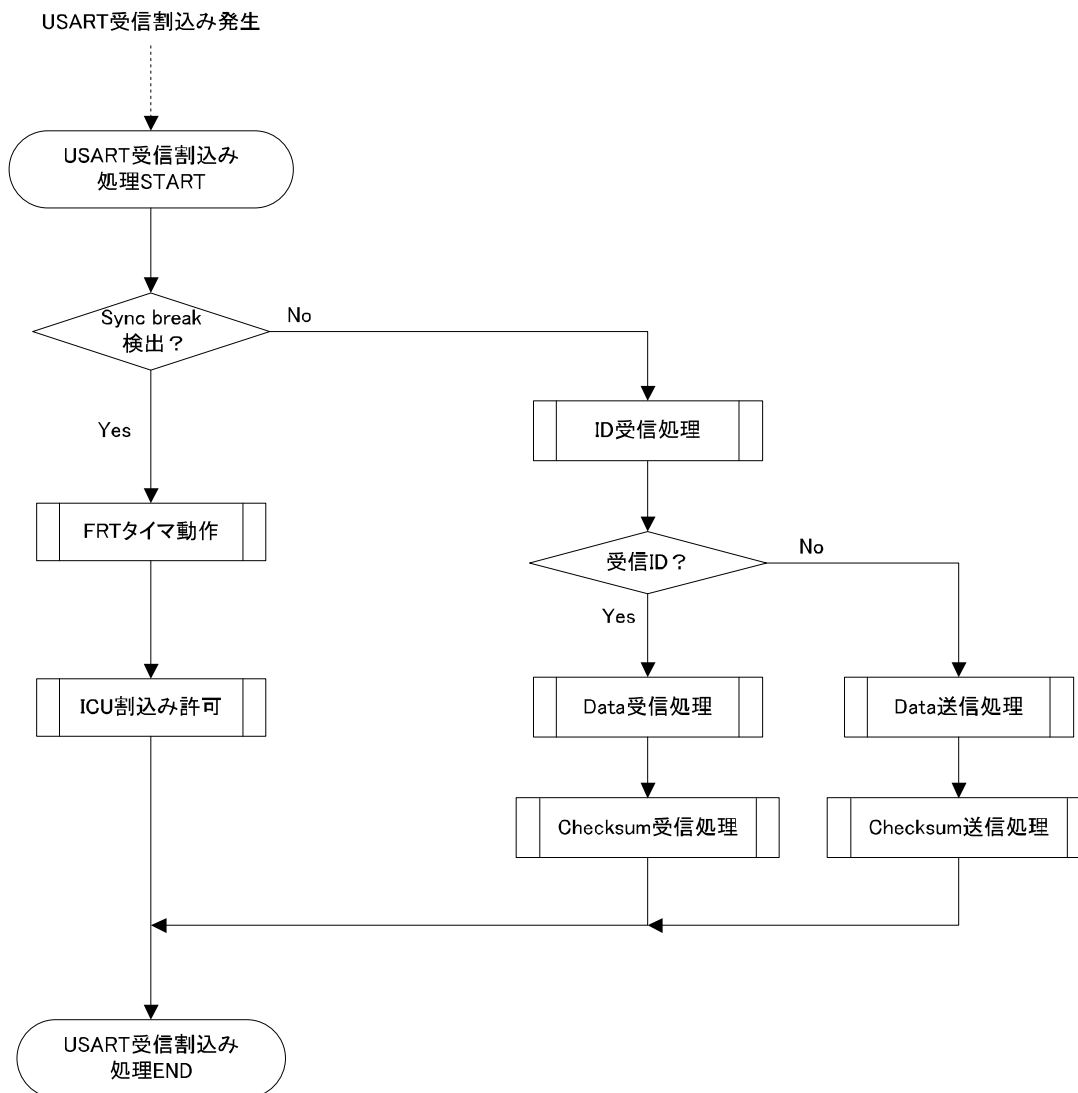 USART受信割込み発生
USART受信割込み
処理START
Sync break
検出？
No
Yes
ID受信処理
FRTタイマ動作
受信ID？
No
Yes
ICU割込み許可
Data受信処理
Data送信処理
Checksum受信処理
Checksum送信処理
USART受信割込み
処理END